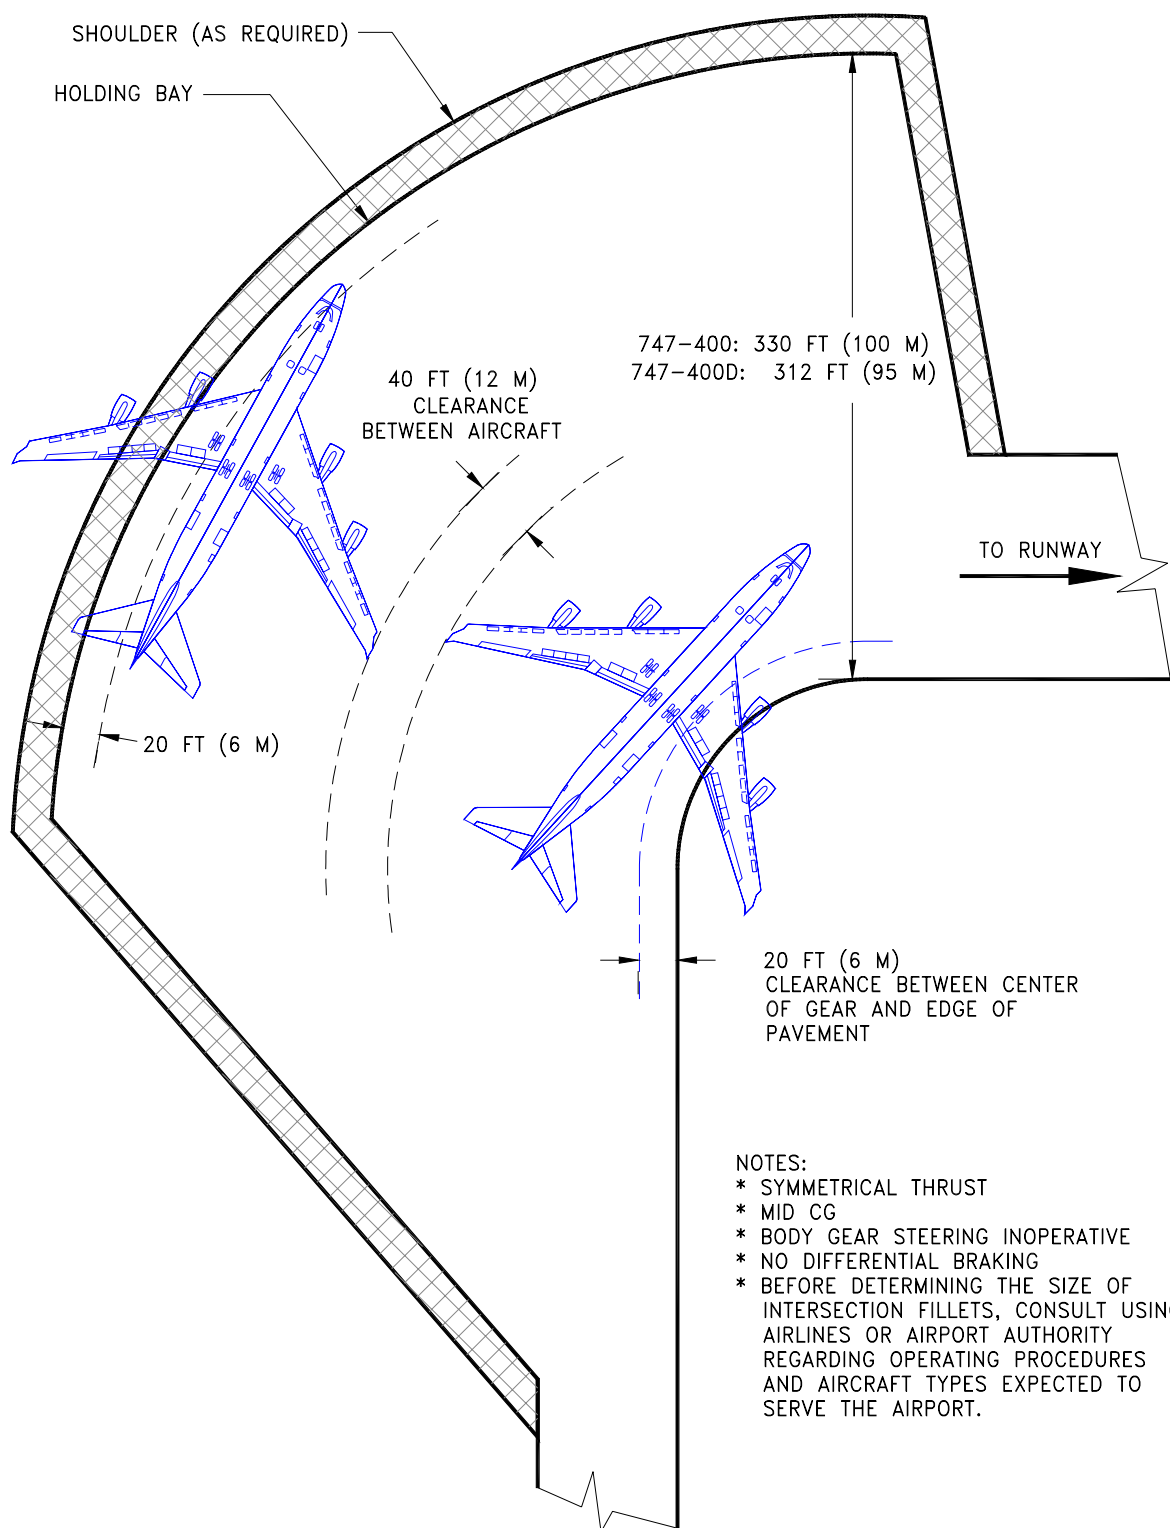 SHOULDER (AS REQUIRED)
HOLDING BAY
747-400: 330 FT (100 M)
747-400D: 312 FT (95 M)
40 FT (12 M)
CLEARANCE
BETWEEN AIRCRAFT
TO RUNWAY
20 FT (6 M)
20 FT (6 M)
CLEARANCE BETWEEN CENTER
OF GEAR AND EDGE OF
PAVEMENT
NOTES:
* SYMMETRICAL THRUST
* MID CG
* BODY GEAR STEERING INOPERATIVE
* NO DIFFERENTIAL BRAKING
* BEFORE DETERMINING THE SIZE OF
INTERSECTION FILLETS, CONSULT USING
AIRLINES OR AIRPORT AUTHORITY
REGARDING OPERATING PROCEDURES
AND AIRCRAFT TYPES EXPECTED TO
SERVE THE AIRPORT.